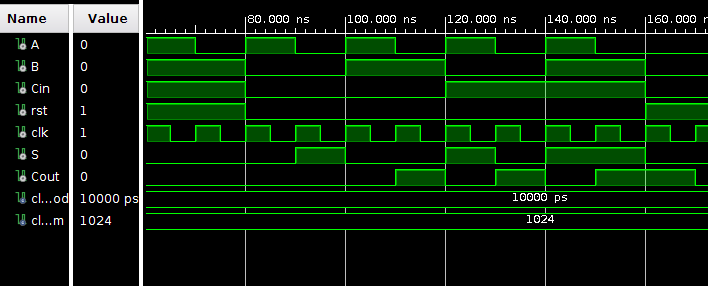 Name Value 80.000 ns 100.000 ns 120.000 ns 140.000 ns 160.000 ns
A 0
B 0
Cin 0
rst 1
clk 1
S 0
Cout 0
cl...od 10000 ps 10000 ps
cl...m 1024 1024